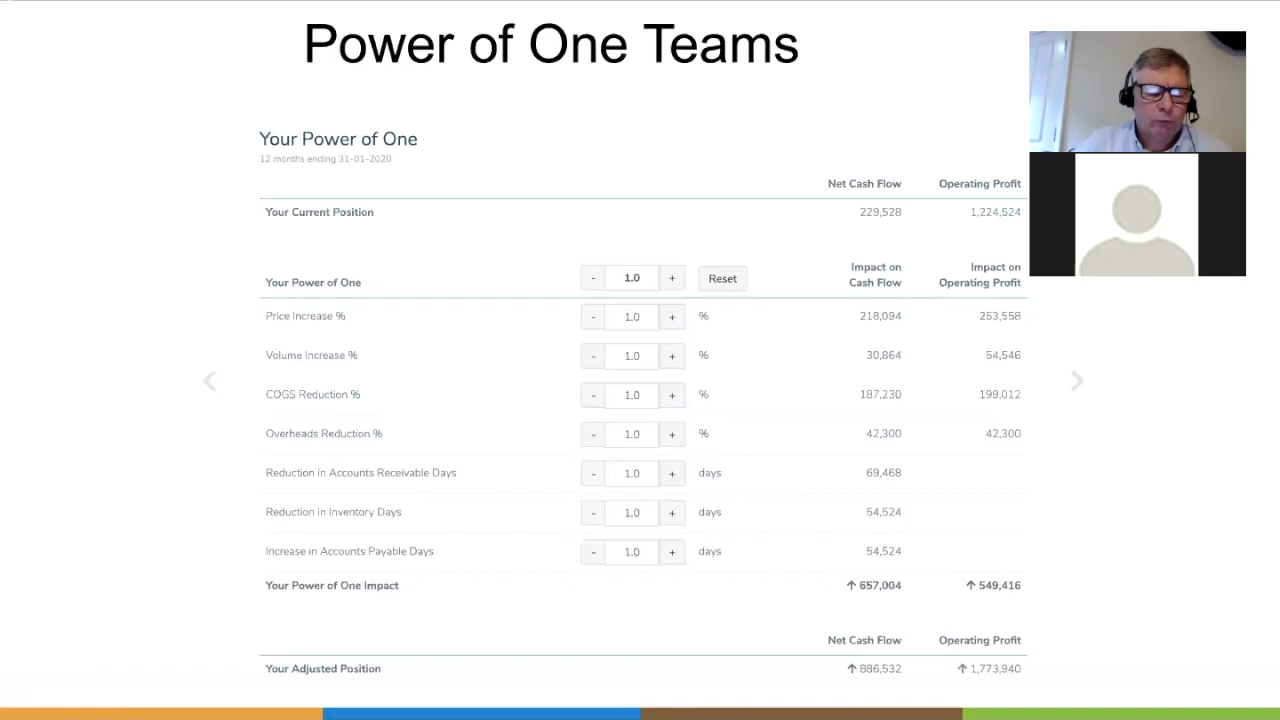 Power of One Teams
Your Power of One
12 months ending 31-01-2020
Net Cash Flow Operating Profit
Your Current Position 229,528 1,224,524
Your Power of One - 1.0 + Reset Impact on Cash Flow Impact on Operating Profit
Price Increase % - 1.0 + % 218,094 253,558
Volume Increase % - 1.0 + % 30,864 54,546
COGS Reduction % - 1.0 + % 187,230 199,012
Overheads Reduction % - 1.0 + % 42,300 42,300
Reduction in Accounts Receivable Days - 1.0 + days 69,468
Reduction in Inventory Days - 1.0 + days 54,524
Increase in Accounts Payable Days - 1.0 + days 54,524
Your Power of One Impact ↑ 657,004 ↑ 549,416
Net Cash Flow Operating Profit
Your Adjusted Position ↑ 886,532 ↑ 1,773,940